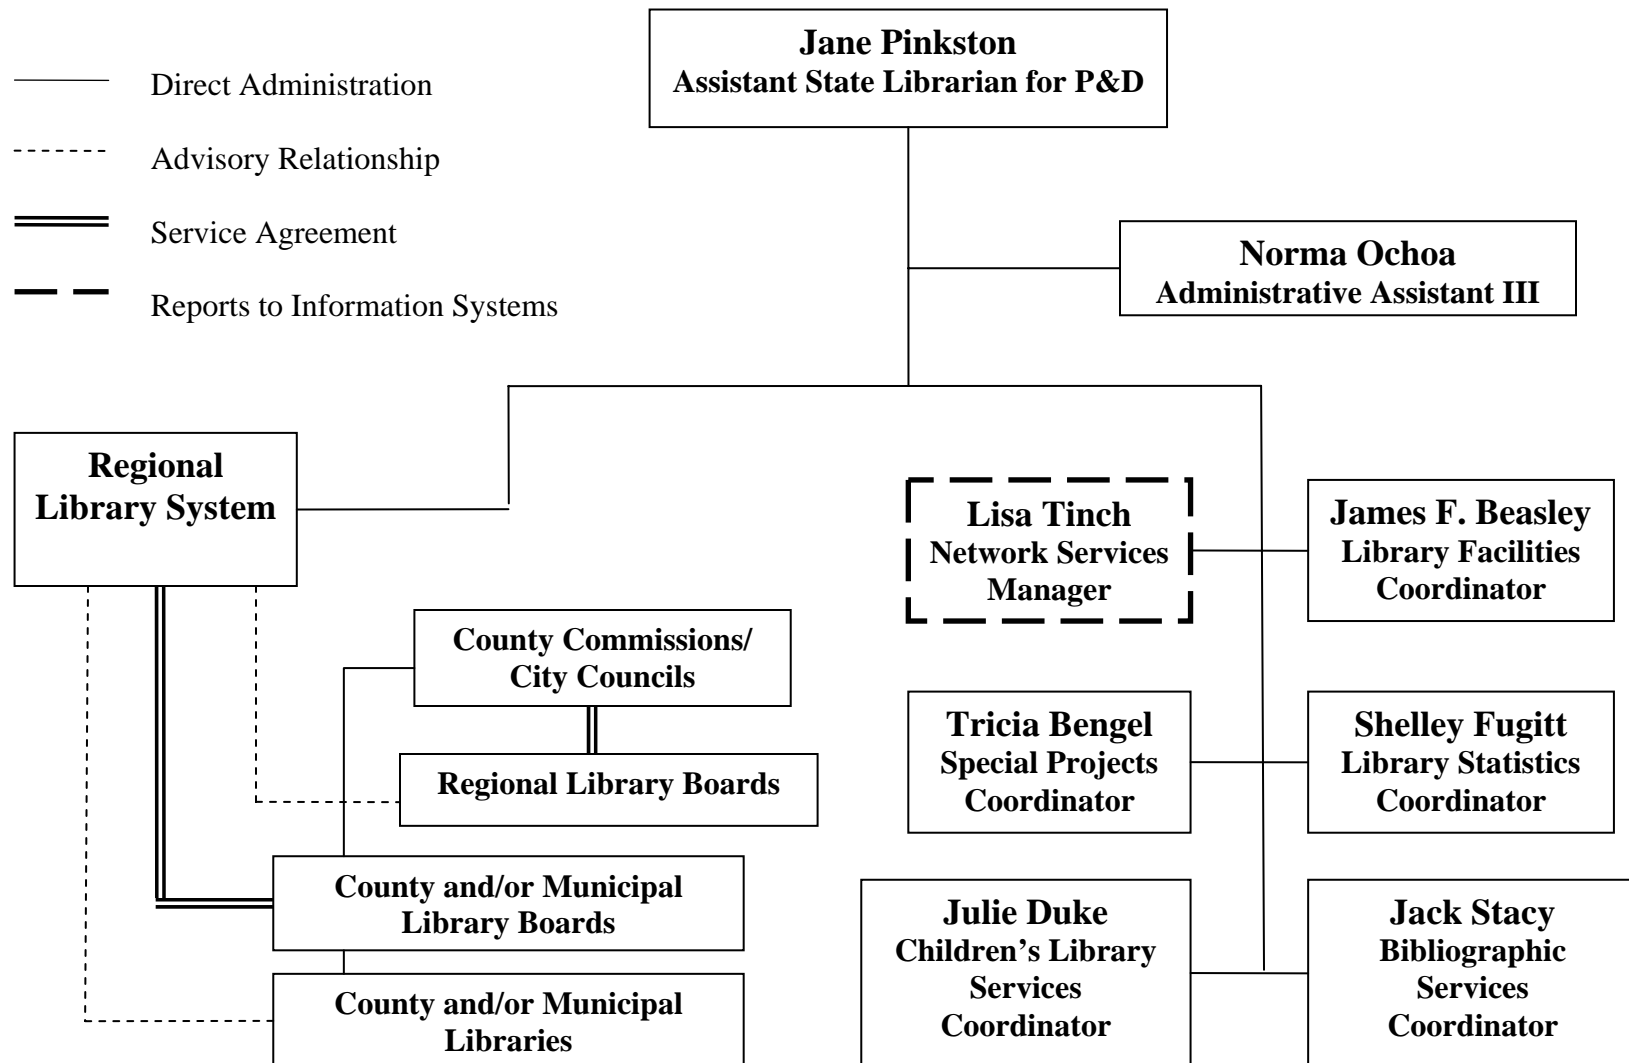 Jane Pinkston
Assistant State Librarian for P&D
Direct Administration
Advisory Relationship
Service Agreement
Reports to Information Systems
Norma Ochoa
Administrative Assistant III
Regional
Library System
Lisa Tinch
Network Services
Manager
James F. Beasley
Library Facilities
Coordinator
County Commissions/
City Councils
Regional Library Boards
Tricia Bengel
Special Projects
Coordinator
Shelley Fugitt
Library Statistics
Coordinator
County and/or Municipal
Library Boards
County and/or Municipal
Libraries
Julie Duke
Children’s Library
Services
Coordinator
Jack Stacy
Bibliographic
Services
Coordinator